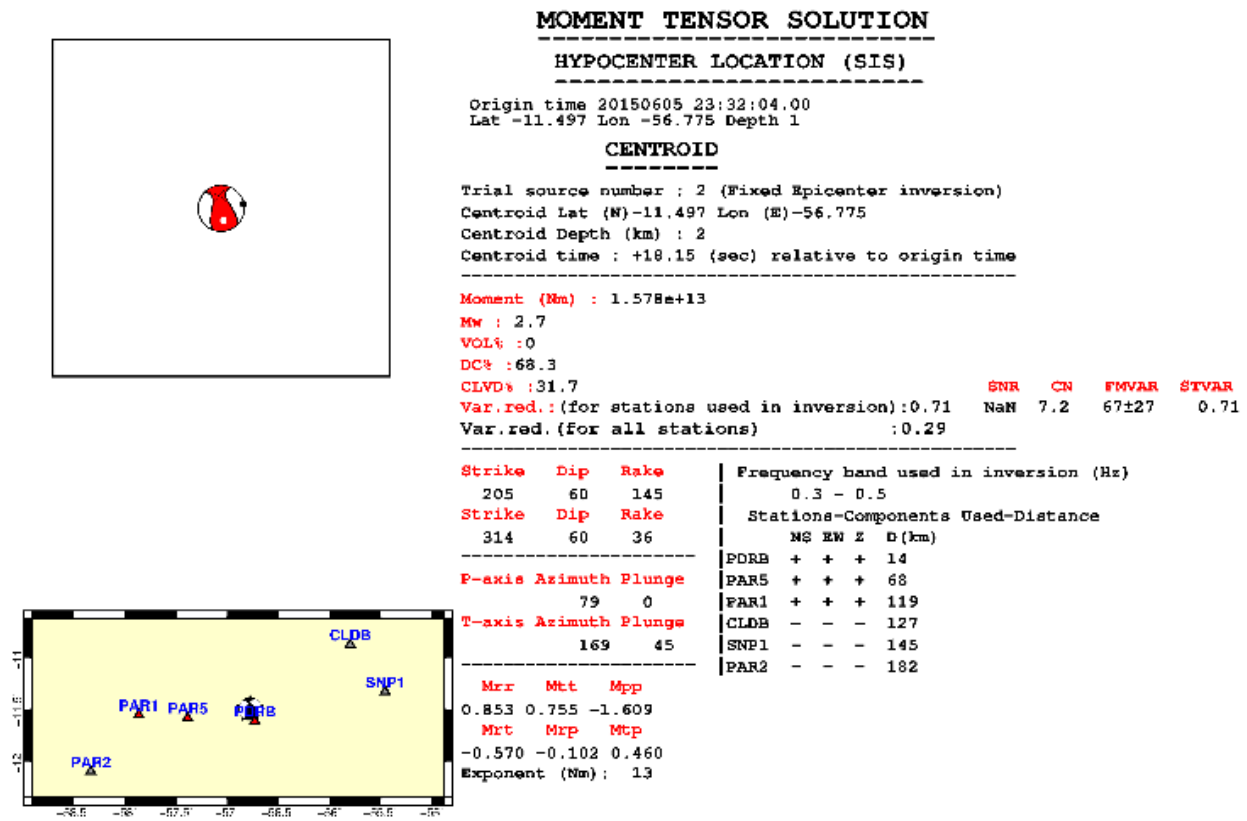 MOMENT TENSOR SOLUTION
HYPOCENTER LOCATION (SIS)
Origin time 20150605 23:32:04.00
Lat -11.497 Lon -56.775 Depth 1
CENTROID
Trial source number : 2 (Fixed Epicenter inversion)
Centroid Lat (N)-11.497 Lon (E)-56.775
Centroid Depth (km) : 2
Centroid time : +18.15 (sec) relative to origin time
Moment (Nm) : 1.578e+13
Mw : 2.7
VOL% :0
DC% :68.3
CLVD% :31.7 SNR CN FMVAR STVAR
Var.red.:(for stations used in inversion):0.71 NaN 7.2 67±27 0.71
Var.red.(for all stations) :0.29
Strike Dip Rake
205 60 145
Strike Dip Rake
314 60 36
P-axis Azimuth Plunge
79 0
T-axis Azimuth Plunge
169 45
Mrr Mtt Mpp
0.853 0.755 -1.609
Mrt Mrp Mtp
-0.570 -0.102 0.460
Exponent (Nm): 13
Frequency band used in inversion (Hz)
0.3 - 0.5
Stations-Components Used-Distance
NS EW Z D(km)
PDRB + + + 14
PAR5 + + + 68
PAR1 + + + 119
CLDB - - - 127
SNP1 - - - 145
PAR2 - - - 182
CLDB
SNP1
PAR1 PAR5 PDRB
PAR2
-11
-12